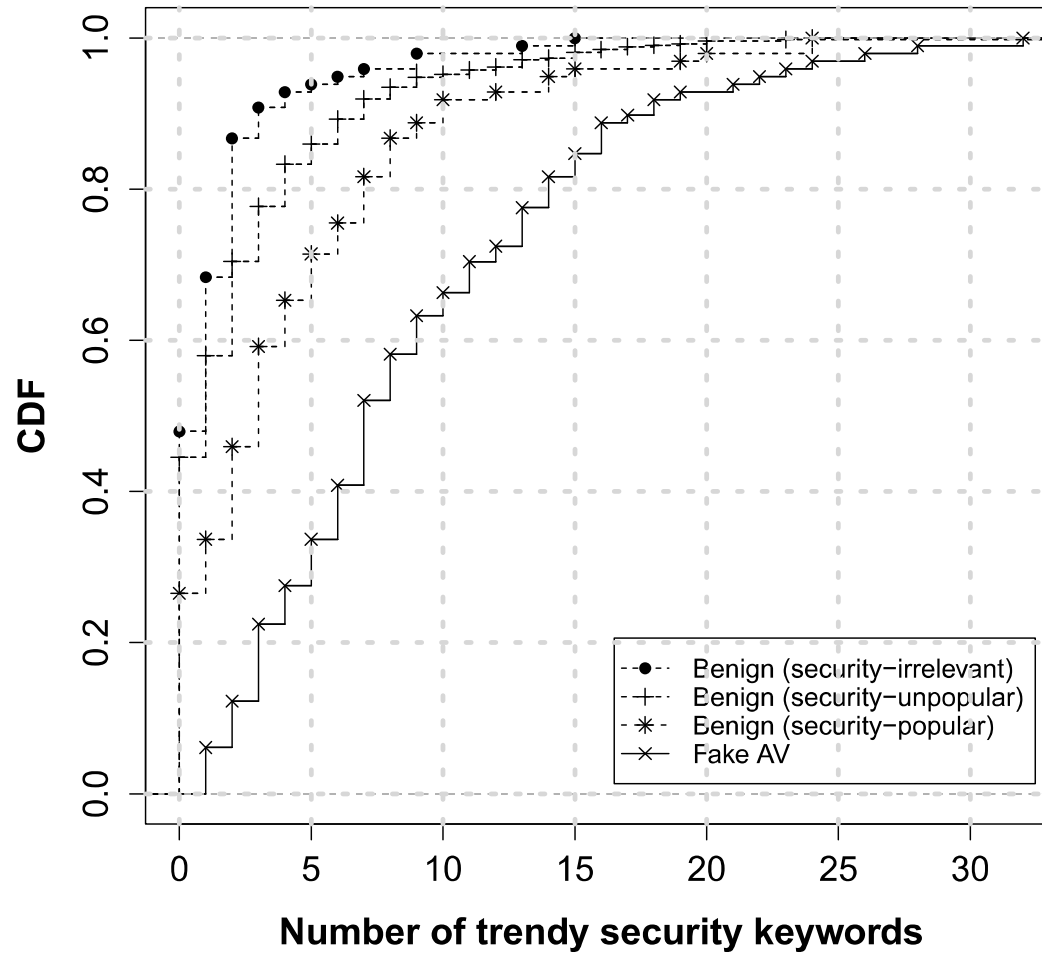 1.0
0.8
0.6
0.4
0.2
0.0
CDF
Benign (security−irrelevant)
Benign (security−unpopular)
Benign (security−popular)
Fake AV
0 5 10 15 20 25 30
Number of trendy security keywords